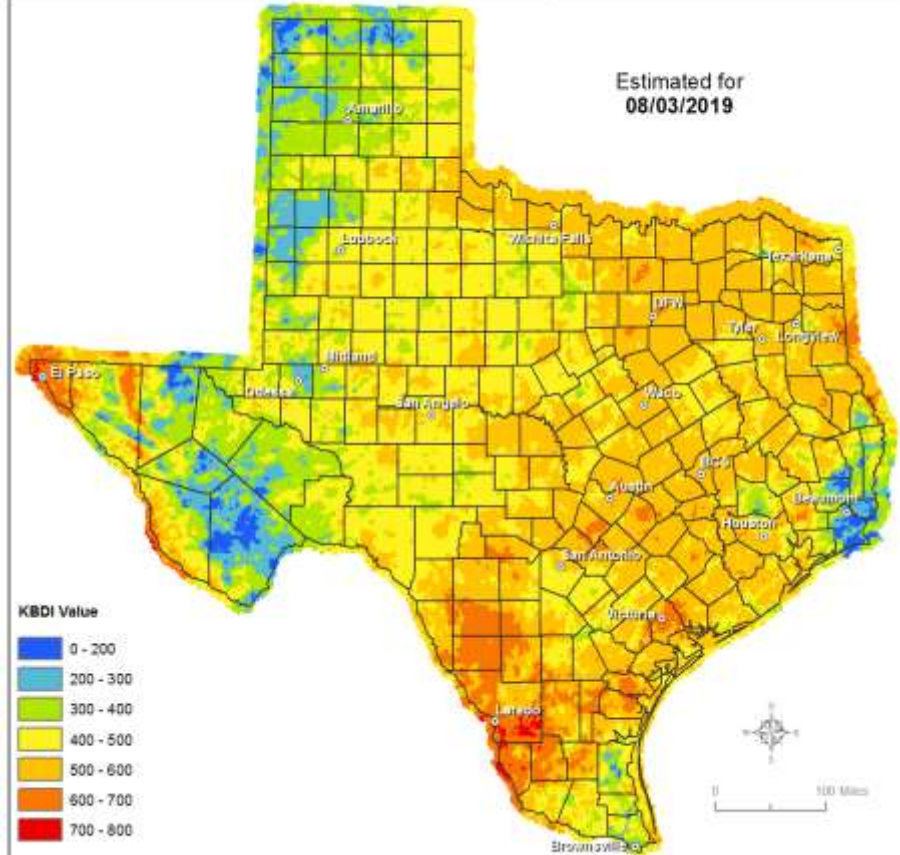 Estimated for
08/03/2019
Amarillo
Lubbock
Wichita Falls
Texarkana
DFW
Tyler
Longview
Midland
El Paso
Odessa
San Angelo
Waco
BCS
Austin
Beaumont
Houston
San Antonio
Victoria
KBDI Value
0 - 200
200 - 300
300 - 400
400 - 500
500 - 600
600 - 700
700 - 800
Laredo
N
W
E
S
0 100 Miles
Brownsville